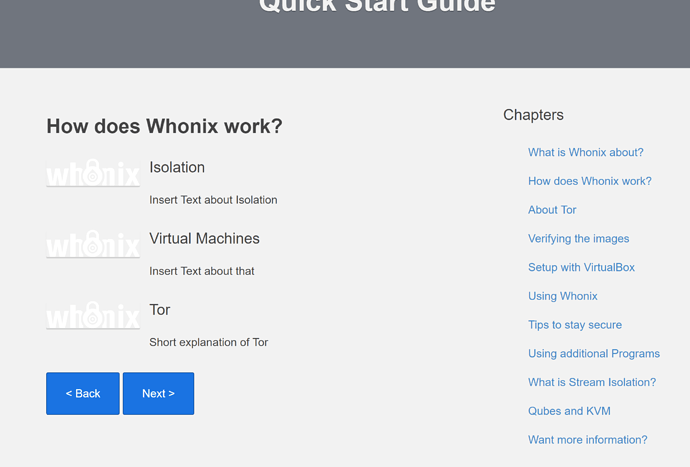 Quick Start Guide
How does Whonix work?
whonix
Isolation
Insert Text about Isolation
whonix
Virtual Machines
Insert Text about that
whonix
Tor
Short explanation of Tor
< Back
Next >
Chapters
What is Whonix about?
How does Whonix work?
About Tor
Verifying the images
Setup with VirtualBox
Using Whonix
Tips to stay secure
Using additional Programs
What is Stream Isolation?
Qubes and KVM
Want more information?